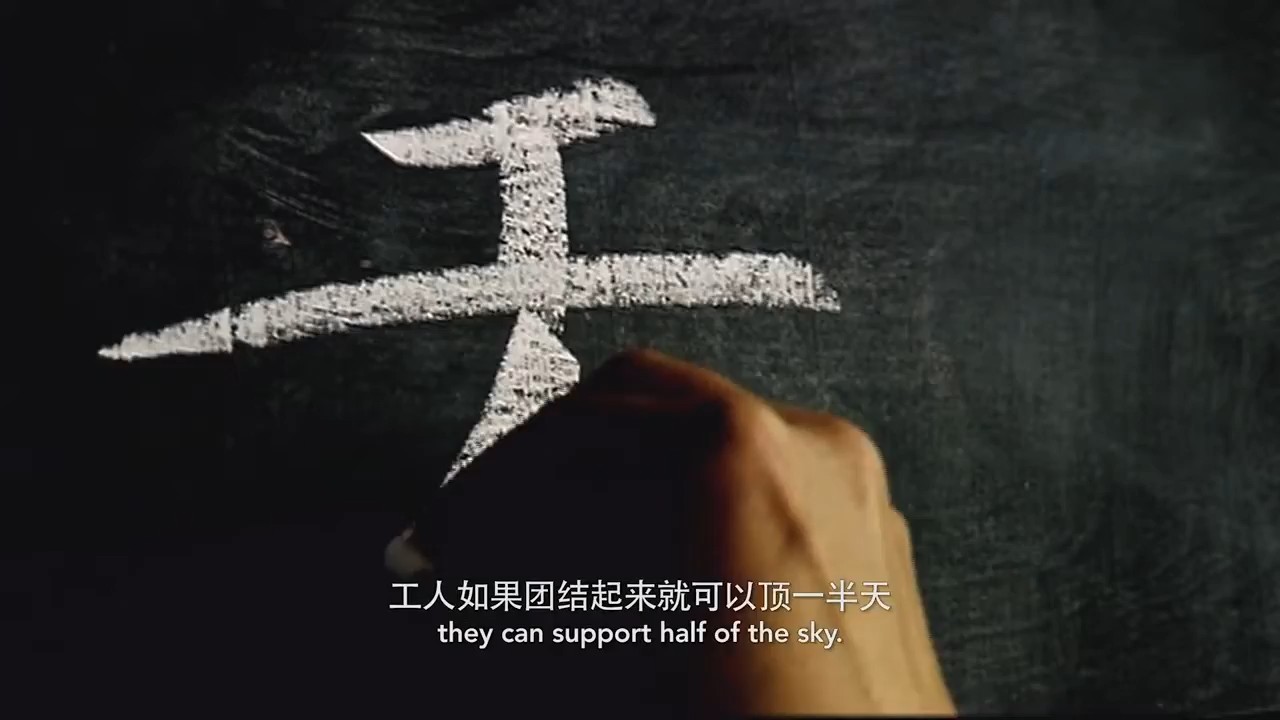 工
工人如果团结起来就可以顶一半天
they can support half of the sky.